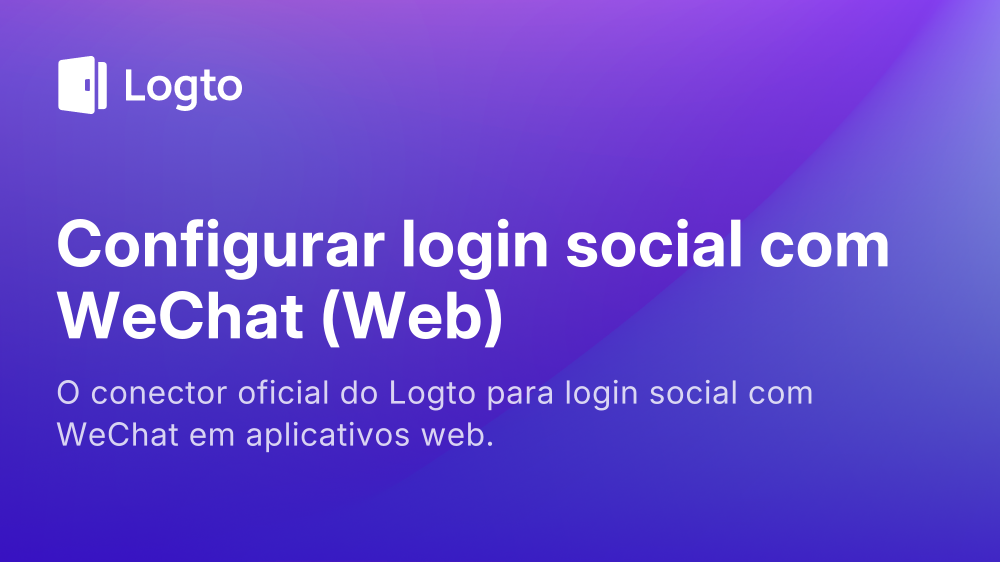 Logto
Configurar login social com
WeChat (Web)
O conector oficial do Logto para login social com
WeChat em aplicativos web.